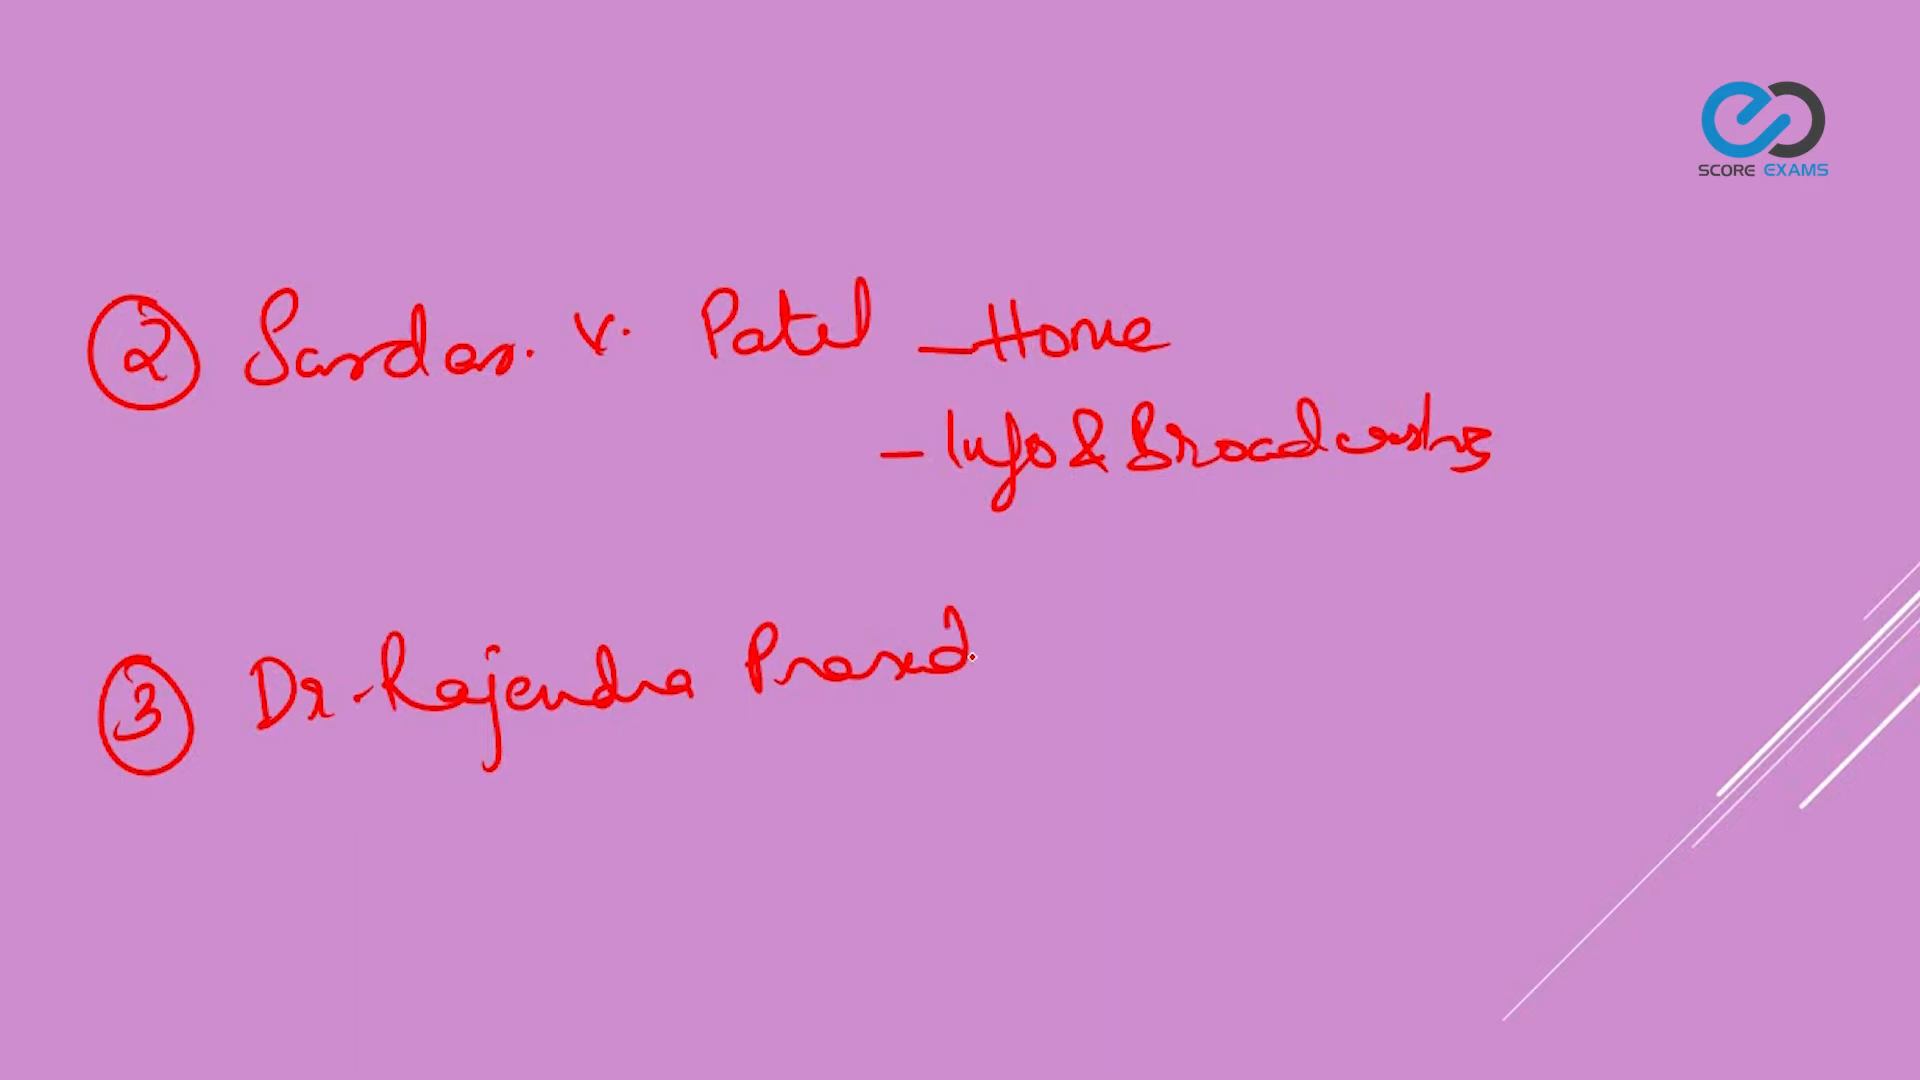 SCORE EXAMS
② Sardar. V. Patel - Home
- Info & Broadcasting
③ Dr. Rajendra Prasad